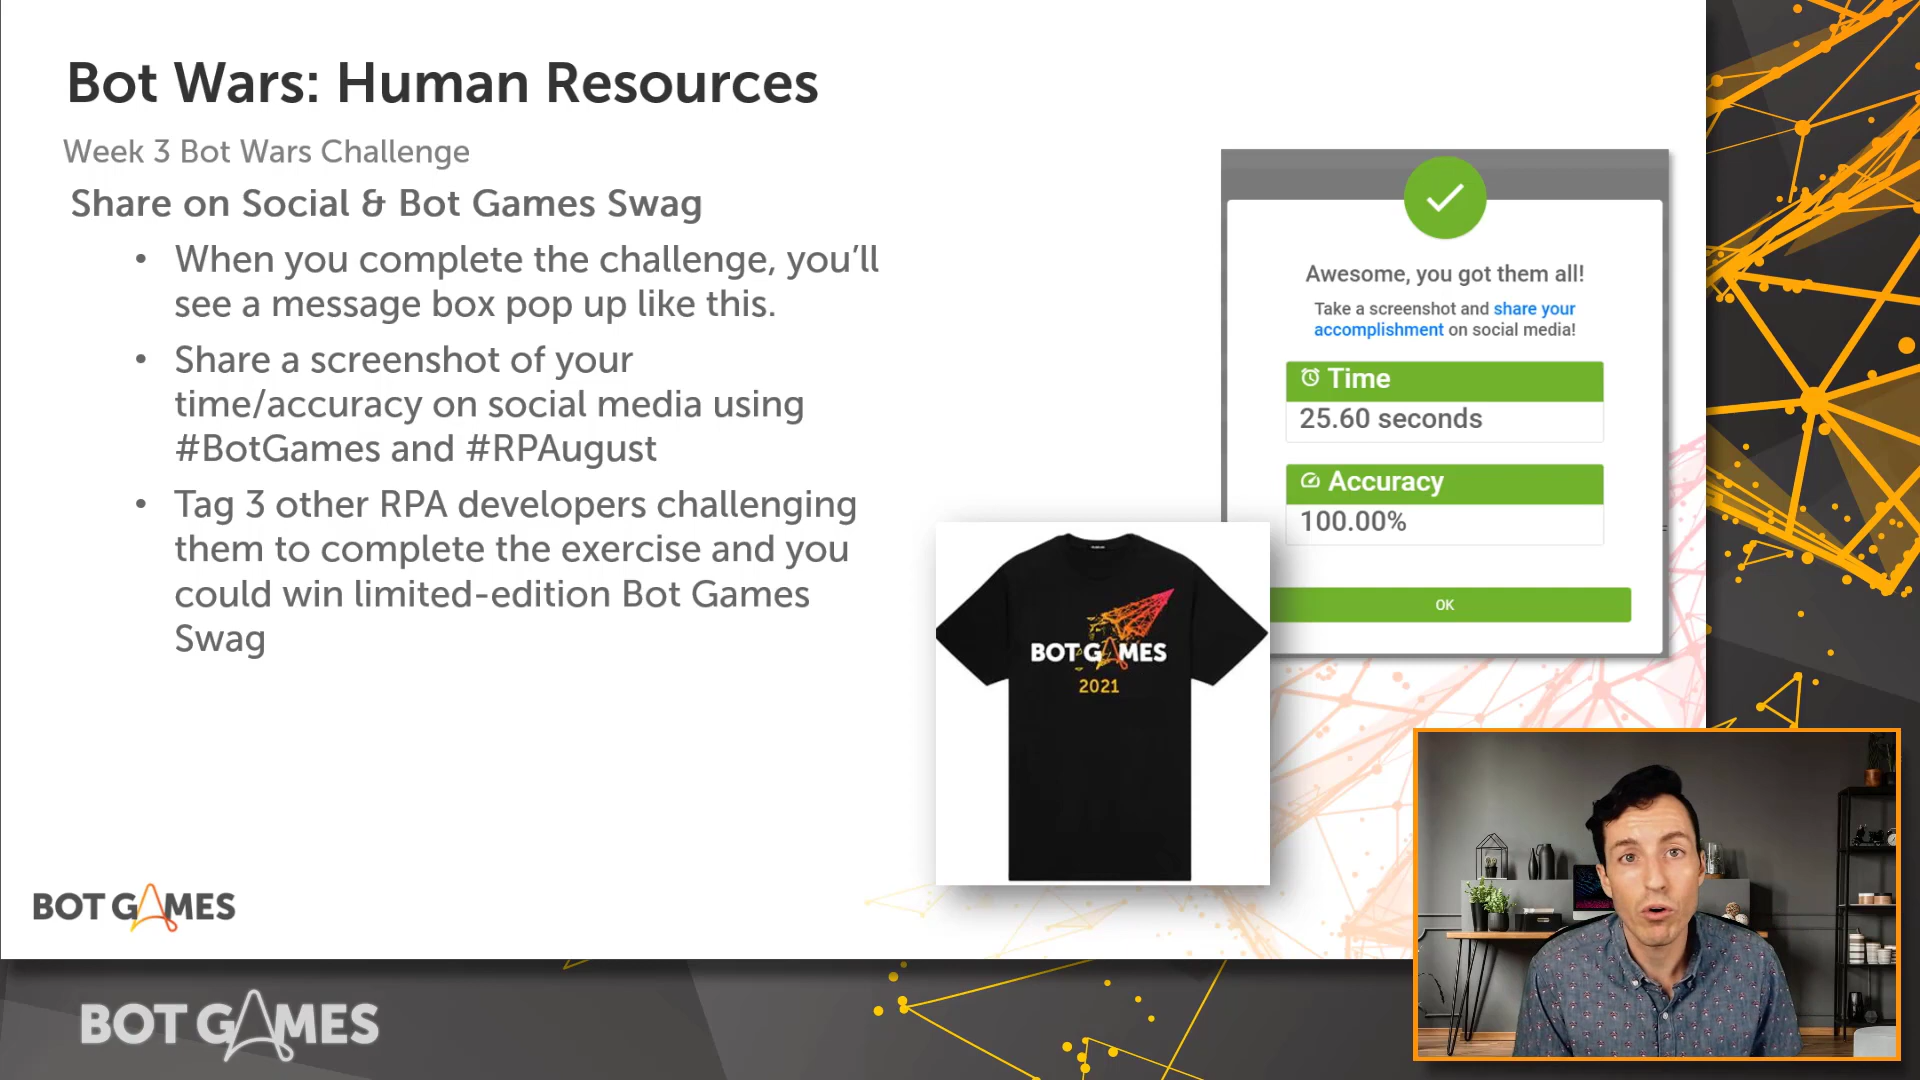 Bot Wars: Human Resources
Week 3 Bot Wars Challenge
Share on Social & Bot Games Swag
• When you complete the challenge, you’ll
see a message box pop up like this.
• Share a screenshot of your
time/accuracy on social media using
#BotGames and #RPAugust
• Tag 3 other RPA developers challenging
them to complete the exercise and you
could win limited-edition Bot Games
Swag
Awesome, you got them all!
Take a screenshot and share your
accomplishment on social media!
Time
25.60 seconds
Accuracy
100.00%
OK
BOT GAMES
2021
BOT GAMES
BOT GAMES